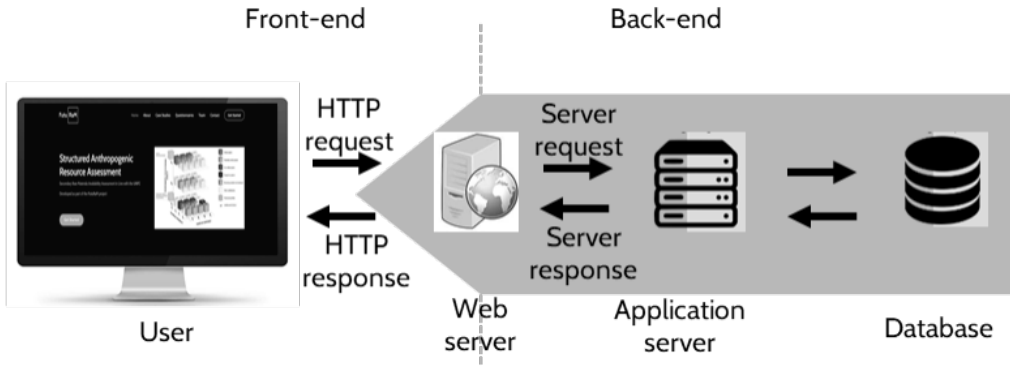 Front-end
Back-end
HTTP
request
Server
request
Structured Anthropogenic
Resource Assessment
HTTP
response
Server
response
User
Web
server
Application
server
Database